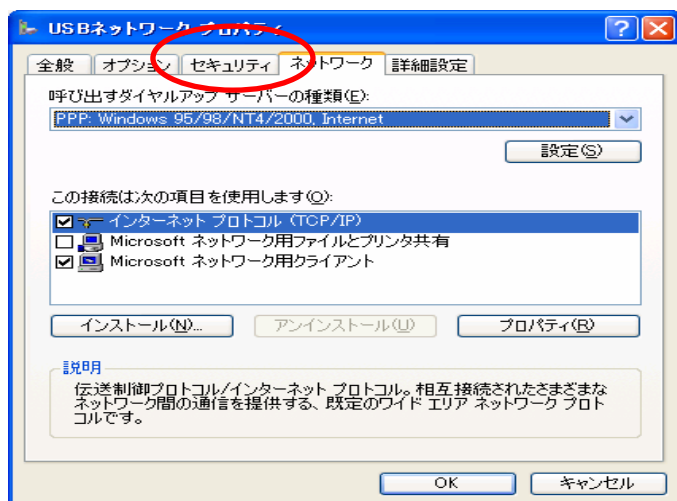 USBネットワーク プロパティ
全般 オプション セキュリティ ネットワーク 詳細設定
呼び出すダイヤルアップ サーバーの種類(E):
PPP: Windows 95/98/NT4/2000, Internet
設定(S)
この接続は次の項目を使用します(O):
インターネット プロトコル (TCP/IP)
Microsoft ネットワーク用ファイルとプリンタ共有
Microsoft ネットワーク用クライアント
インストール(N)... アンインストール(U) プロパティ(R)
説明
伝送制御プロトコル/インターネット プロトコル。相互接続されたさまざまな
ネットワーク間の通信を提供する、既定のワイド エリア ネットワーク プロト
コルです。
OK キャンセル